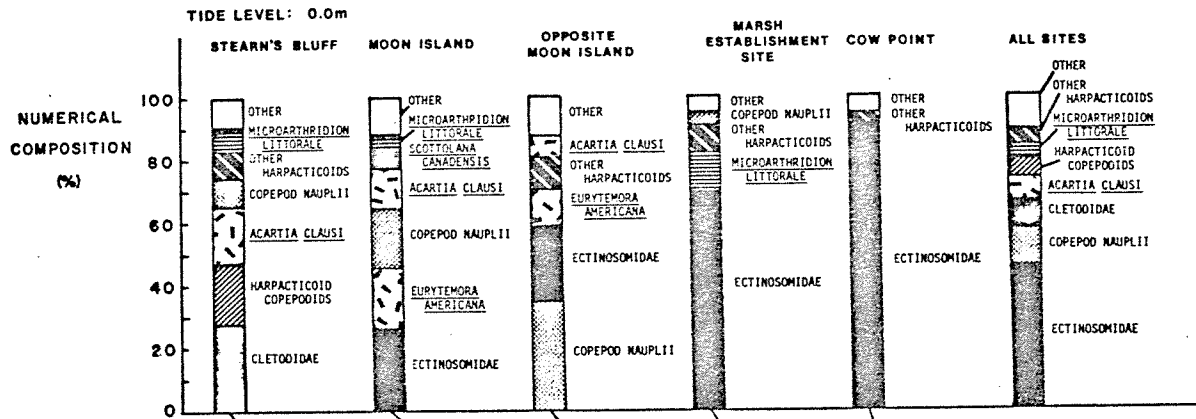 TIDE LEVEL: 0.0m
STEARN'S BLUFF
MOON ISLAND
OPPOSITE
MOON ISLAND
MARSH
ESTABLISHMENT
SITE
COW POINT
ALL SITES
NUMERICAL
COMPOSITION
(%)
100
80
60
40
20
0
OTHER
MICROARTHRIDION
LITTORALE
OTHER
HARPACTICOIDS
COPEPOD NAUPLII
ACARTIA CLAUSI
HARPACTICOID
COPEPODIDS
CLETODIDAE
OTHER
MICROARTHRIDION
LITTORALE
SCOTTOLANA
CANADENSIS
ACARTIA CLAUSI
COPEPOD NAUPLII
EURYTEMORA
AMERICANA
ECTINOSOMIDAE
OTHER
ACARTIA CLAUSI
OTHER
HARPACTICOIDS
EURYTEMORA
AMERICANA
ECTINOSOMIDAE
COPEPOD NAUPLII
OTHER
COPEPOD NAUPLII
OTHER
HARPACTICOIDS
MICROARTHRIDION
LITTORALE
ECTINOSOMIDAE
OTHER
OTHER
HARPACTICOIDS
ECTINOSOMIDAE
OTHER
OTHER
HARPACTICOIDS
MICROARTHRIDION
LITTORALE
HARPACTICOID
COPEPODIDS
ACARTIA CLAUSI
CLETODIDAE
COPEPOD NAUPLII
ECTINOSOMIDAE